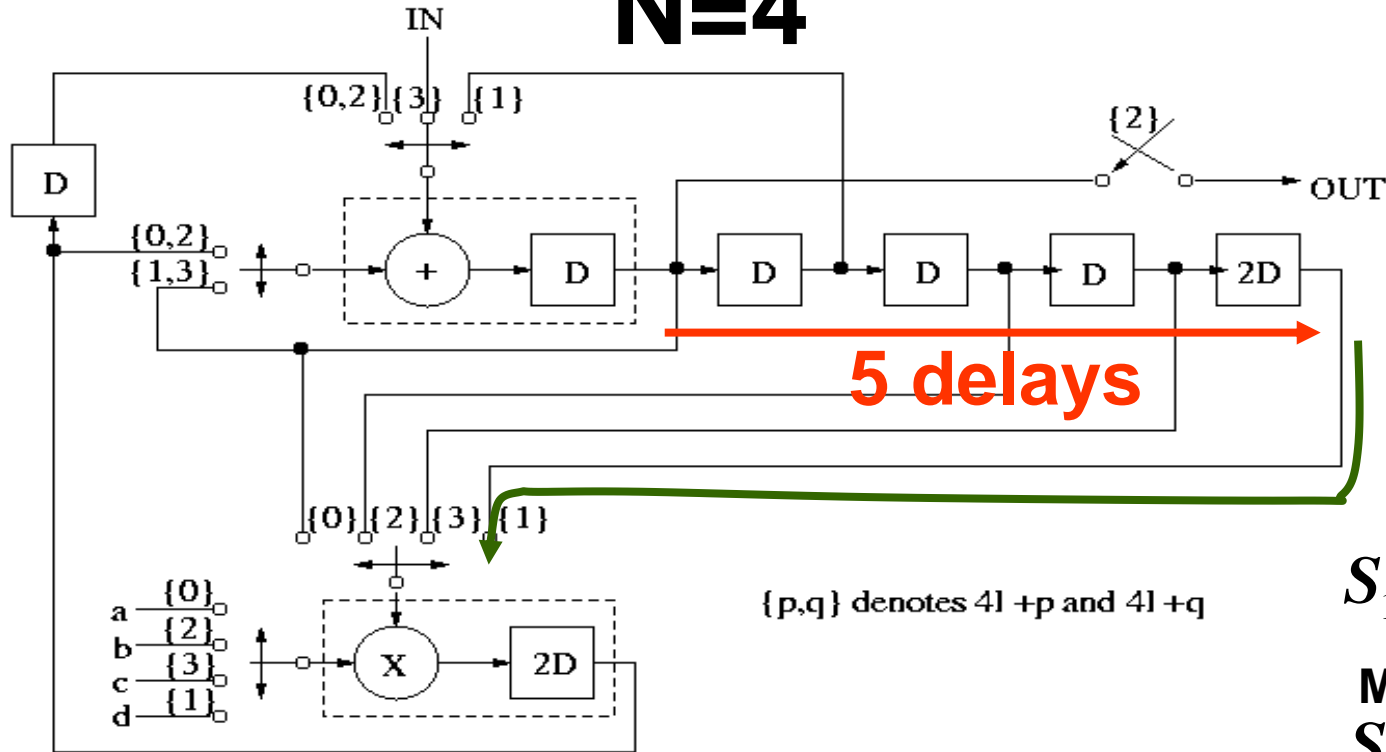 N=4
IN
{0,2} {3} {1}
{2}
D
OUT
{0,2}
{1,3}
+ D D D D 2D
5 delays
{0} {2} {3} {1}
{p,q} denotes 4l +p and 4l +q
a {0}
b {2}
c {3}
d {1}
X 2D
S
M
S